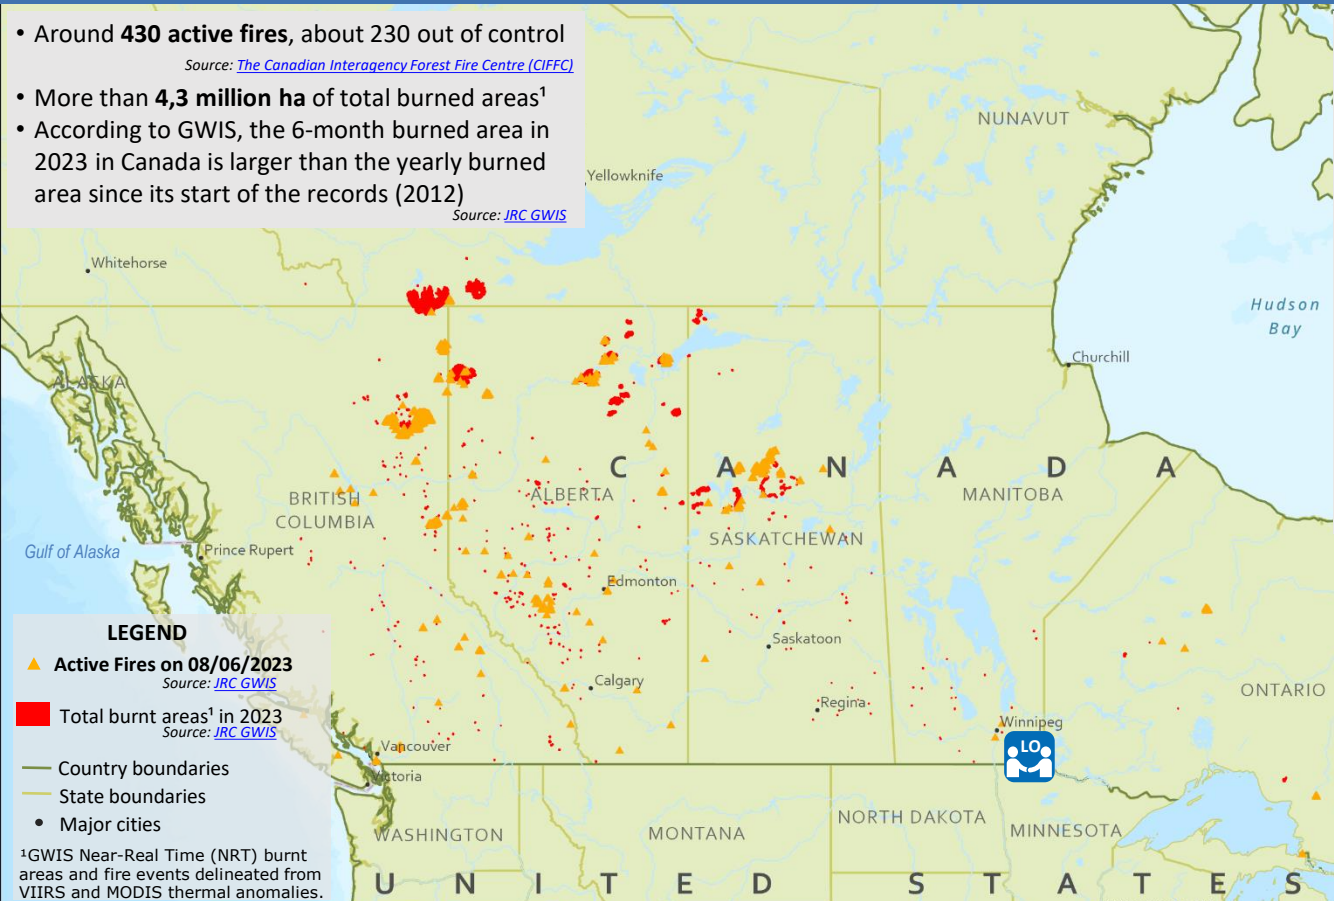 • Around 430 active fires, about 230 out of control
Source: The Canadian Interagency Forest Fire Centre (CIFFC)
• More than 4,3 million ha of total burned areas¹
• According to GWIS, the 6-month burned area in
2023 in Canada is larger than the yearly burned
area since its start of the records (2012)
Source: JRC GWIS
NUNAVUT
Yellowknife
Whitehorse
Hudson
Bay
Churchill
ALASKA
C A N A D A
BRITISH
COLUMBIA
ALBERTA
MANITOBA
SASKATCHEWAN
Gulf of Alaska
Prince Rupert
Edmonton
Saskatoon
Calgary
Regina
ONTARIO
Winnipeg
LO
Vancouver
Victoria
WASHINGTON
MONTANA
NORTH DAKOTA
MINNESOTA
U N I T E D S T A T E S
LEGEND
Active Fires on 08/06/2023
Source: JRC GWIS
Total burnt areas¹ in 2023
Source: JRC GWIS
Country boundaries
State boundaries
Major cities
¹GWIS Near-Real Time (NRT) burnt
areas and fire events delineated from
VIIRS and MODIS thermal anomalies.